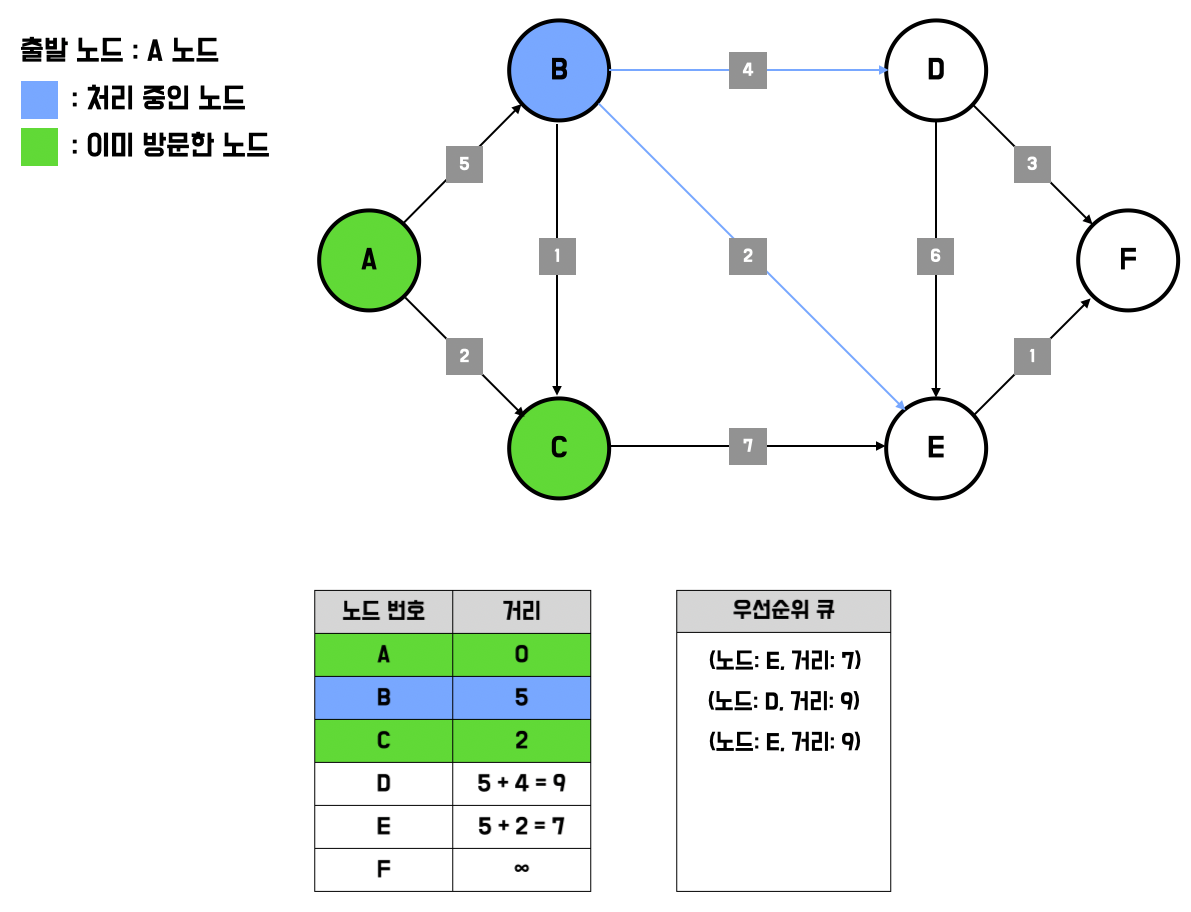 출발 노드 : A 노드
: 처리 중인 노드
: 이미 방문한 노드
B
4
D
5
3
A
1
2
6
F
2
1
C
7
E
노드 번호 거리
A 0
B 5
C 2
D 5 + 4 = 9
E 5 + 2 = 7
F ∞
우선순위 큐
(노드: E, 거리: 7)
(노드: D, 거리: 9)
(노드: E, 거리: 9)